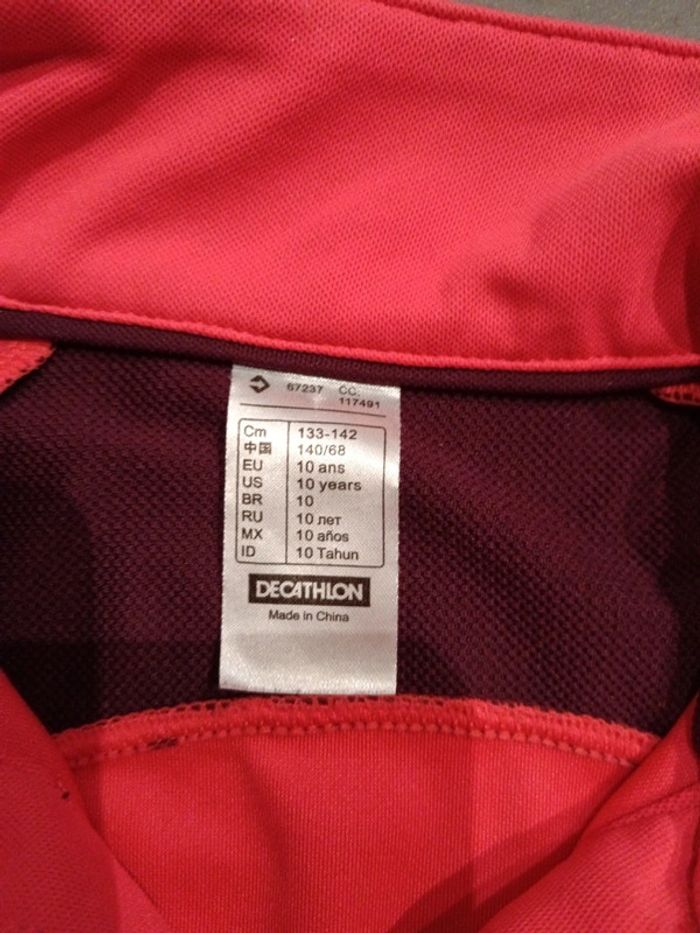 67237 CC:
117491
Cm 133-142
中国 140/68
EU 10 ans
US 10 years
BR 10
RU 10 лет
MX 10 años
ID 10 Tahun
DECATHLON
Made in China